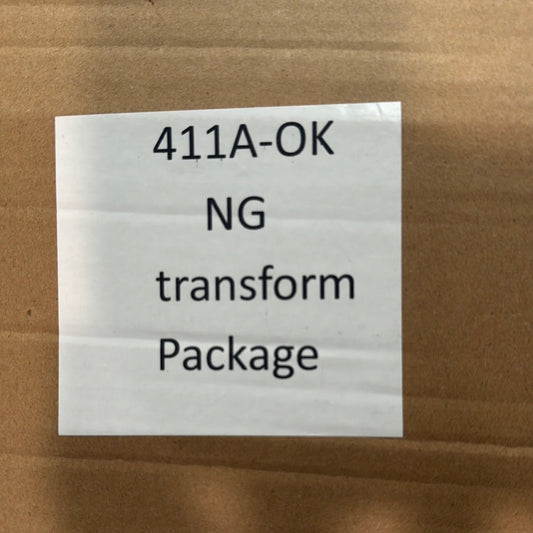 411A-OK
NG
transform
Package